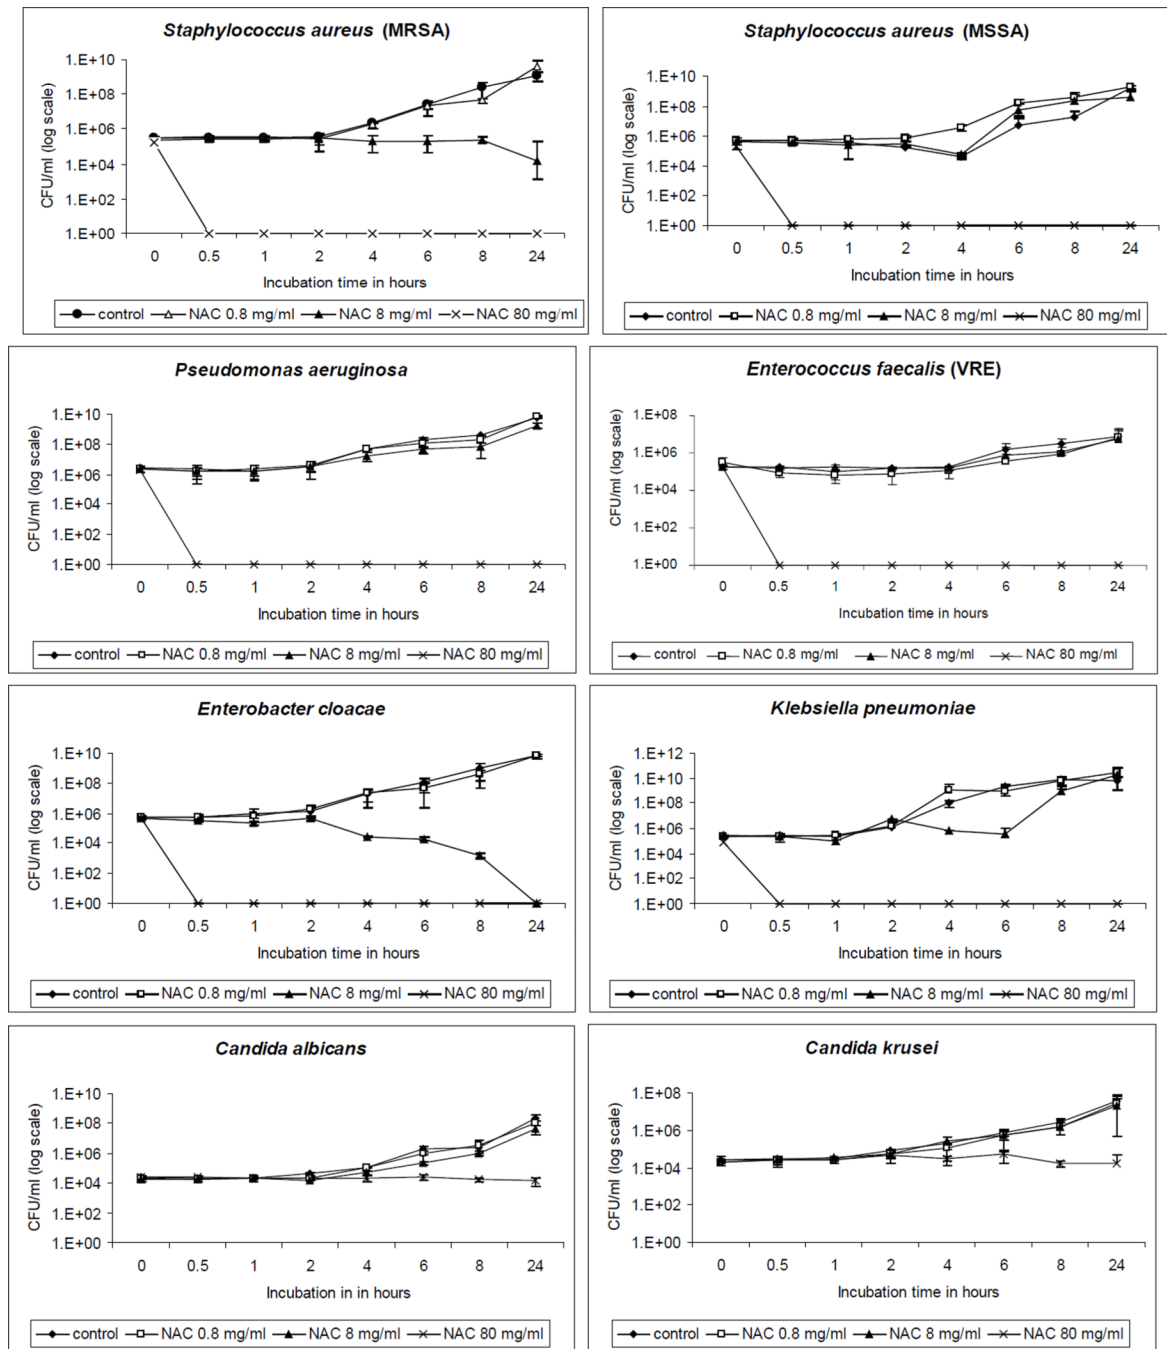 Staphylococcus aureus (MRSA)
CFU/ml (log scale)
1.E+10
1.E+08
1.E+06
1.E+04
1.E+02
1.E+00
0 0.5 1 2 4 6 8 24
Incubation time in hours
control NAC 0.8 mg/ml NAC 8 mg/ml NAC 80 mg/ml
Staphylococcus aureus (MSSA)
CFU/ml (log scale)
1.E+10
1.E+08
1.E+06
1.E+04
1.E+02
1.E+00
0 0.5 1 2 4 6 8 24
Incubation time in hours
control NAC 0.8 mg/ml NAC 8 mg/ml NAC 80 mg/ml
Pseudomonas aeruginosa
CFU/ml (log scale)
1.E+10
1.E+08
1.E+06
1.E+04
1.E+02
1.E+00
0 0.5 1 2 4 6 8 24
Incubation time in hours
control NAC 0.8 mg/ml NAC 8 mg/ml NAC 80 mg/ml
Enterococcus faecalis (VRE)
CFU/ml (log scale)
1.E+08
1.E+06
1.E+04
1.E+02
1.E+00
0 0.5 1 2 4 6 8 24
Incubation time in hours
control NAC 0.8 mg/ml NAC 8 mg/ml NAC 80 mg/ml
Enterobacter cloacae
CFU/ml (log scale)
1.E+10
1.E+08
1.E+06
1.E+04
1.E+02
1.E+00
0 0.5 1 2 4 6 8 24
Incubation time in hours
control NAC 0.8 mg/ml NAC 8 mg/ml NAC 80 mg/ml
Klebsiella pneumoniae
CFU/ml (log scale)
1.E+12
1.E+10
1.E+08
1.E+06
1.E+04
1.E+02
1.E+00
0 0.5 1 2 4 6 8 24
Incubation time in hours
control NAC 0.8 mg/ml NAC 8 mg/ml NAC 80 mg/ml
Candida albicans
CFU/ml (log scale)
1.E+10
1.E+08
1.E+06
1.E+04
1.E+02
1.E+00
0 0.5 1 2 4 6 8 24
Incubation in in hours
control NAC 0.8 mg/ml NAC 8 mg/ml NAC 80 mg/ml
Candida krusei
CFU/ml (log scale)
1.E+08
1.E+06
1.E+04
1.E+02
1.E+00
0 0.5 1 2 4 6 8 24
Incubation time in hours
control NAC 0.8 mg/ml NAC 8 mg/ml NAC 80 mg/ml